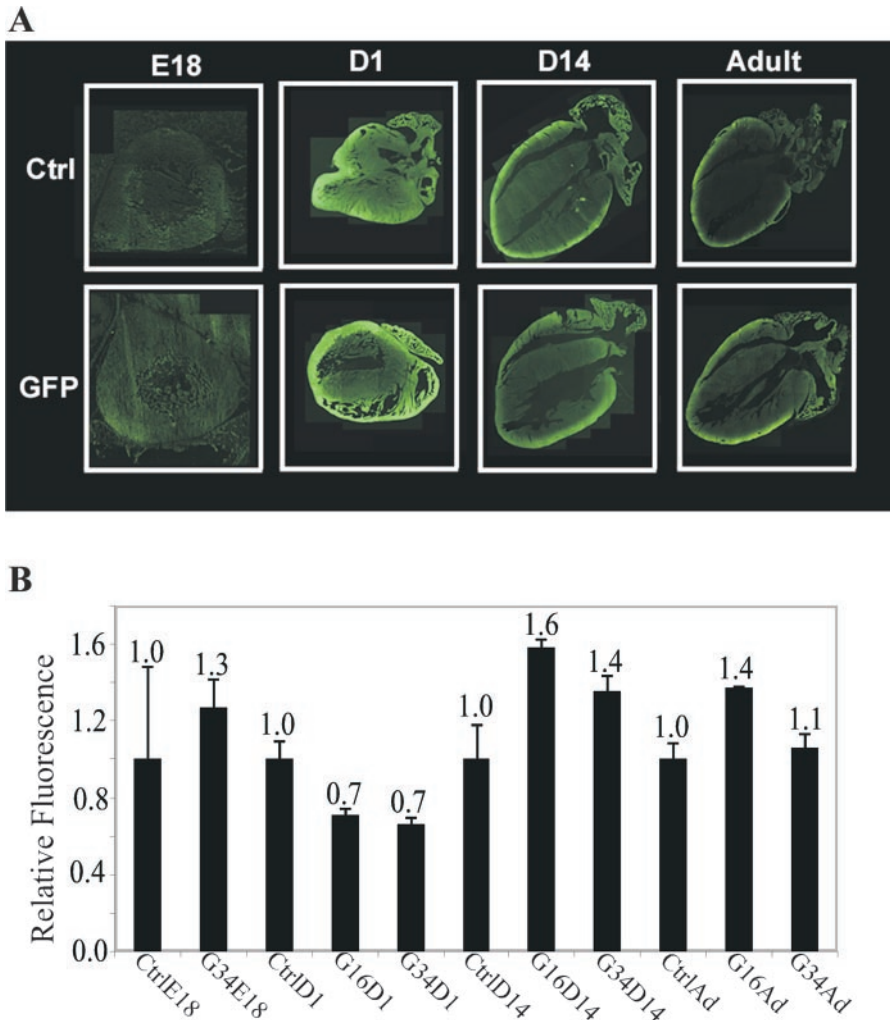 A
E18 D1 D14 Adult
Ctrl
GFP
B
Relative Fluorescence
1.6
1.2
0.8
0.4
0.0
1.0 1.3 1.0 0.7 0.7 1.0 1.6 1.4 1.0 1.4 1.1
CtrlE18 G34E18 CtrlD1 G16D1 G34D1 CtrlD14 G16D14 G34D14 CtrlAd G16Ad G34Ad